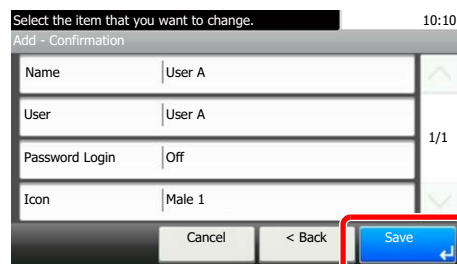 Select the item that you want to change. 10:10
Add - Confirmation
Name User A
User User A
1/1
Password Login Off
Icon Male 1
Cancel < Back Save